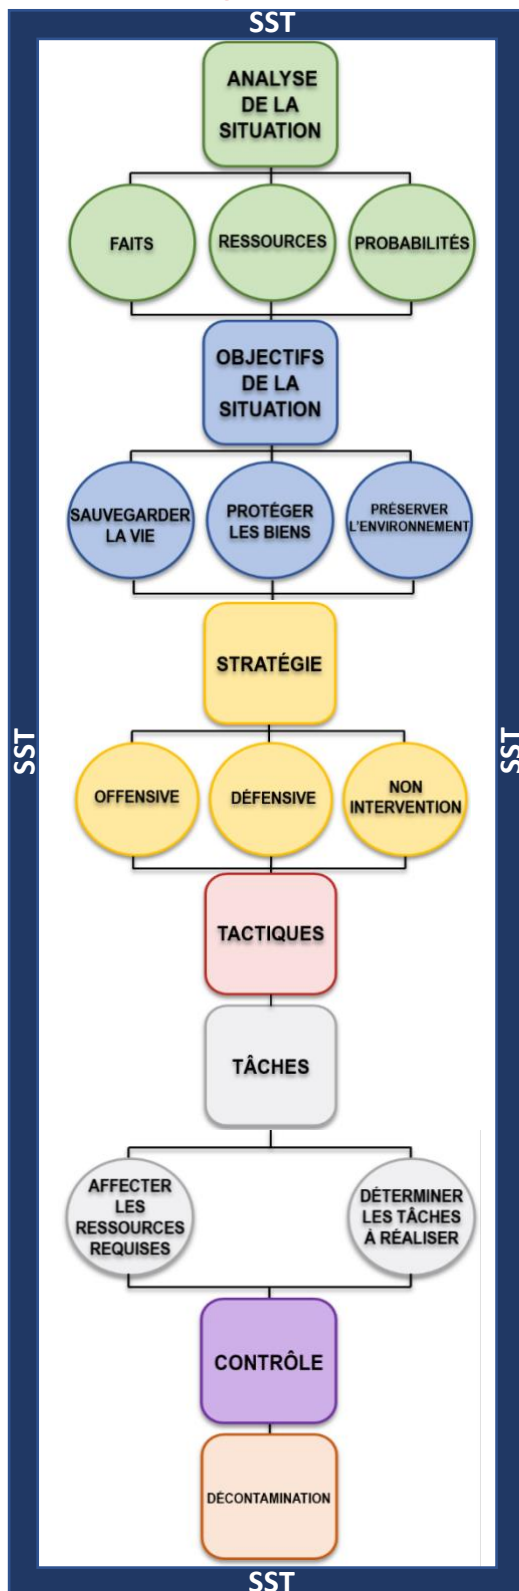 SST
ANALYSE
DE LA
SITUATION
FAITS
RESSOURCES
PROBABILITÉS
OBJECTIFS
DE LA
SITUATION
SAUVEGARDER
LA VIE
PROTÉGER
LES BIENS
PRÉSERVER
L'ENVIRONNEMENT
STRATÉGIE
SST
SST
OFFENSIVE
DÉFENSIVE
NON
INTERVENTION
TACTIQUES
TÂCHES
AFFECTER
LES
RESSOURCES
REQUISES
DÉTERMINER
LES TÂCHES
À RÉALISER
CONTRÔLE
DÉCONTAMINATION
SST